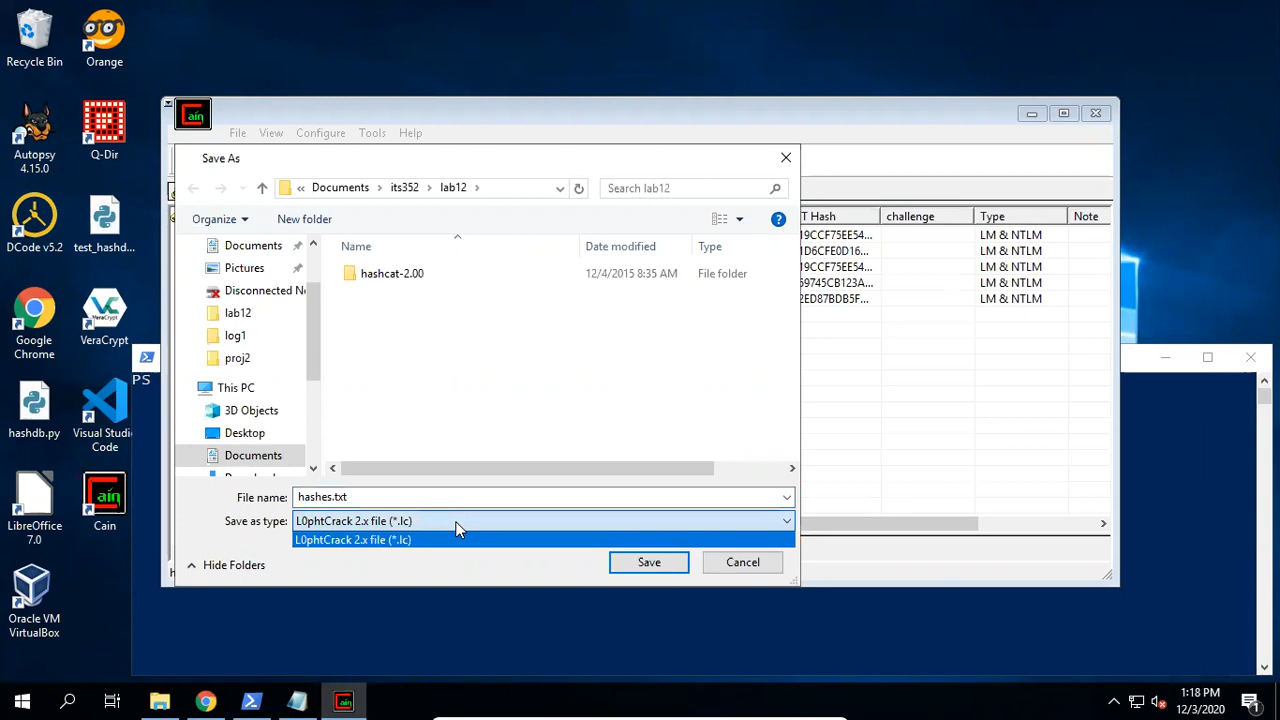 Recycle Bin
Orange
Autopsy
4.15.0
Q-Dir
DCode v5.2
test_hashd...
Google
Chrome
VeraCrypt
hashdb.py
Visual Studio
Code
LibreOffice
7.0
Cain
Oracle VM
VirtualBox
PS
Cain
File View Configure Tools Help
Save As
« Documents › its352 › lab12 ›
Search lab12
Organize
New folder
Name Date modified Type
hashcat-2.00 12/4/2015 8:35 AM File folder
Documents
Pictures
Disconnected Ne
lab12
log1
proj2
This PC
3D Objects
Desktop
Documents
File name: hashes.txt
Save as type: L0phtCrack 2.x file (*.lc)
L0phtCrack 2.x file (*.lc)
Hide Folders
Save
Cancel
T Hash challenge Type Note
19CCF75EE54... LM & NTLM
1D6CFE0D16... LM & NTLM
19CCF75EE54... LM & NTLM
59745CB123A... LM & NTLM
2ED87BDB5F... LM & NTLM
1:18 PM
12/3/2020
1